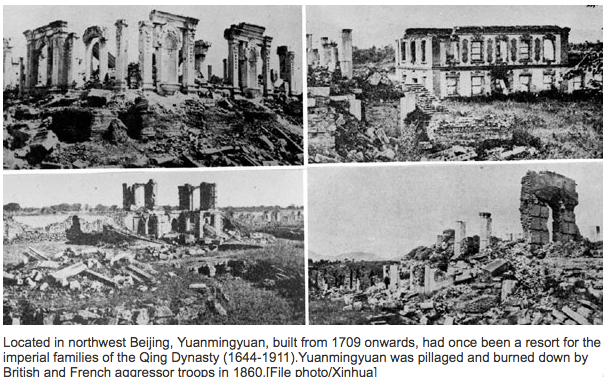 Located in northwest Beijing, Yuanmingyuan, built from 1709 onwards, had once been a resort for the
imperial families of the Qing Dynasty (1644-1911).Yuanmingyuan was pillaged and burned down by
British and French aggressor troops in 1860.[File photo/Xinhua]